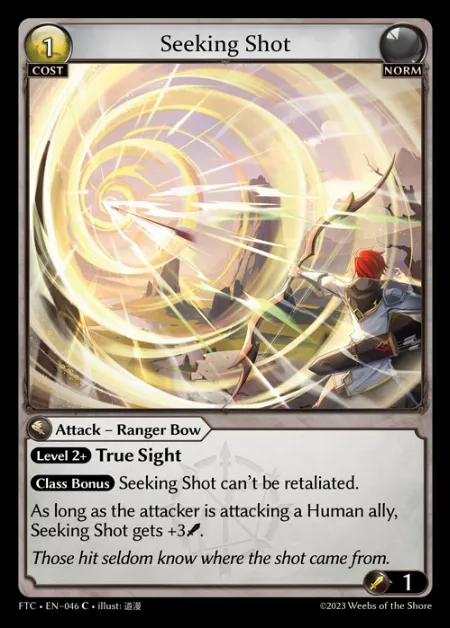 1
Seeking Shot
COST
NORM
Attack – Ranger Bow
Level 2+ True Sight
Class Bonus Seeking Shot can't be retaliated.
As long as the attacker is attacking a Human ally,
Seeking Shot gets +3.
Those hit seldom know where the shot came from.
1
FTC • EN-046 C • illust: 道漫
©2023 Weebs of the Shore